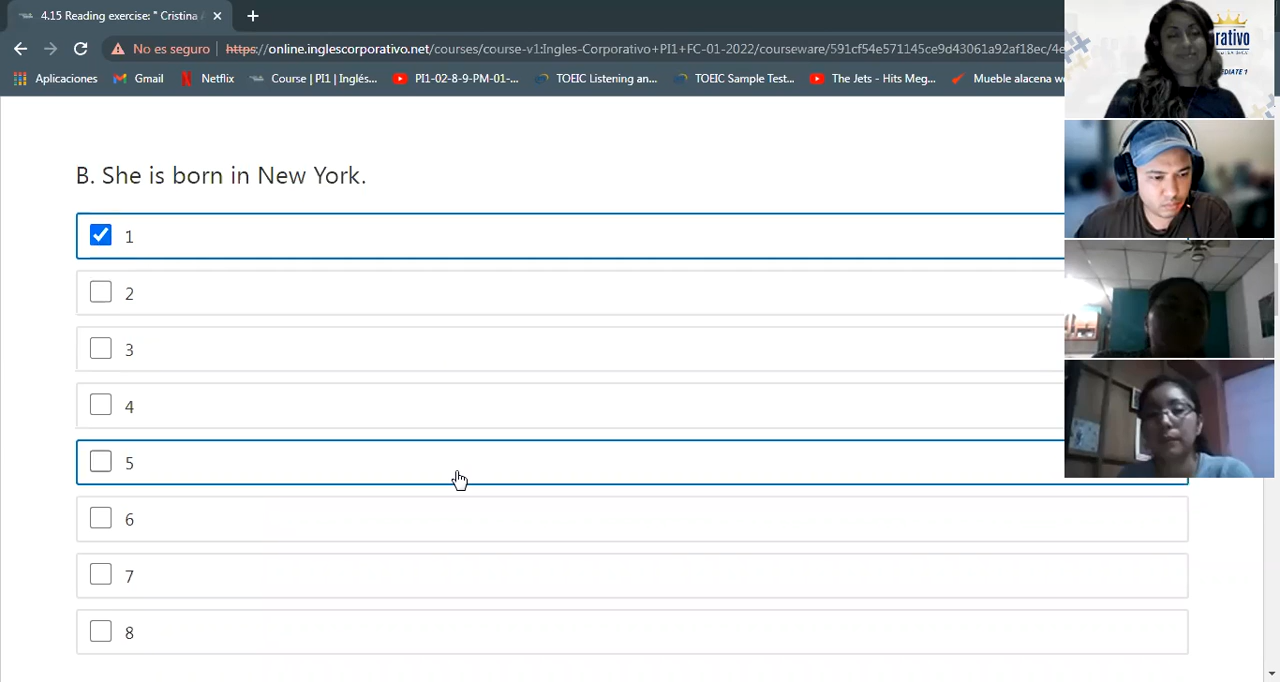 4.15 Reading exercise: " Cristina
No es seguro
https://online.inglescorporativo.net/courses/course-v1:Ingles-Corporativo+PI1+FC-01-2022/courseware/591cf54e571145ce9d43061a92af18ec/4e
Aplicaciones
Gmail
Netflix
Course | PI1 | Inglés...
PI1-02-8-9-PM-01-...
TOEIC Listening an...
TOEIC Sample Test...
The Jets - Hits Meg...
Mueble alacena
rativo
EDIATE 1
B. She is born in New York.
1
2
3
4
5
6
7
8